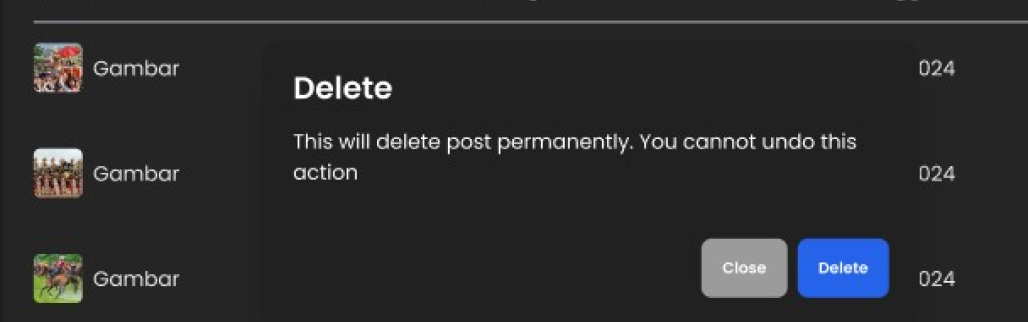 Gambar
024
Delete
This will delete post permanently. You cannot undo this
action
Gambar
024
Close
Delete
Gambar
024